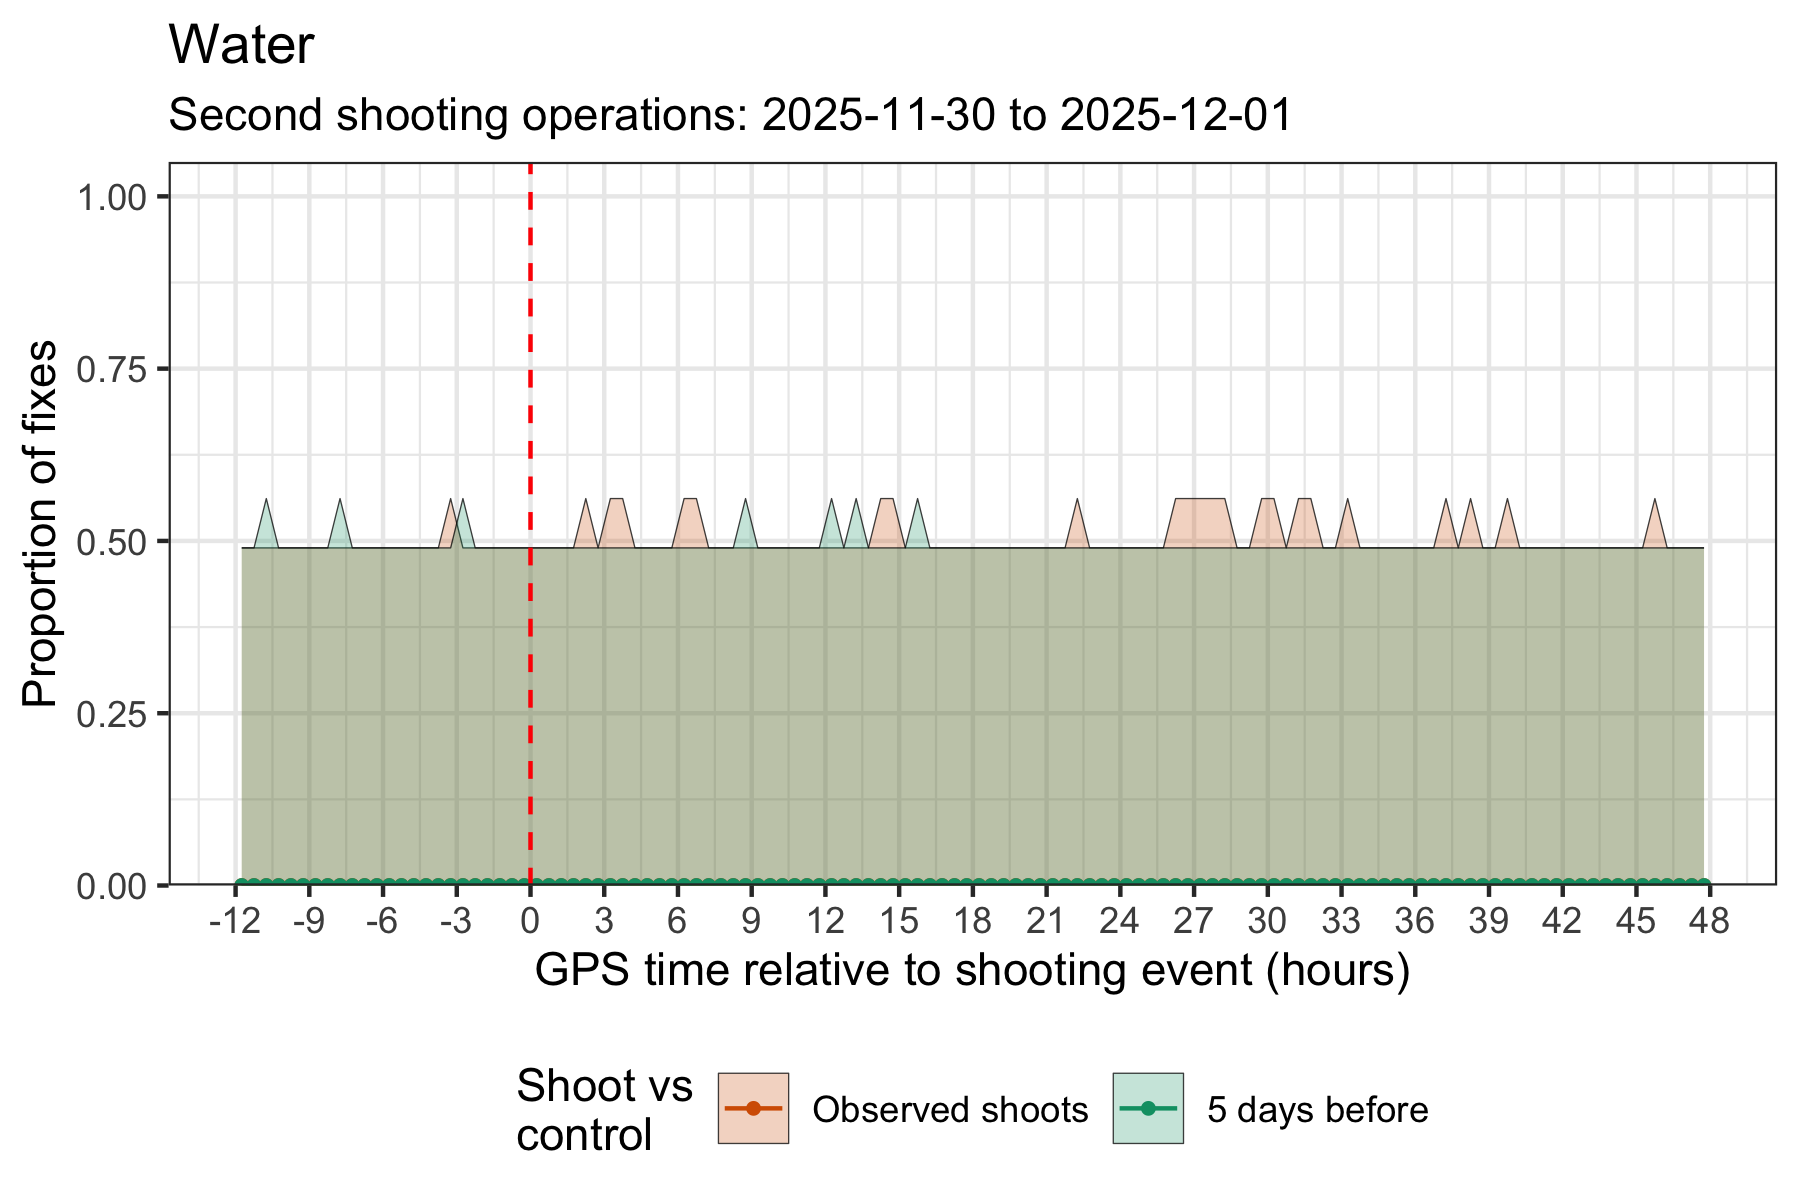 Water
Second shooting operations: 2025-11-30 to 2025-12-01
1.00
0.75
0.50
0.25
0.00
Proportion of fixes
-12 -9 -6 -3 0 3 6 9 12 15 18 21 24 27 30 33 36 39 42 45 48
GPS time relative to shooting event (hours)
Shoot vs
control
Observed shoots
5 days before